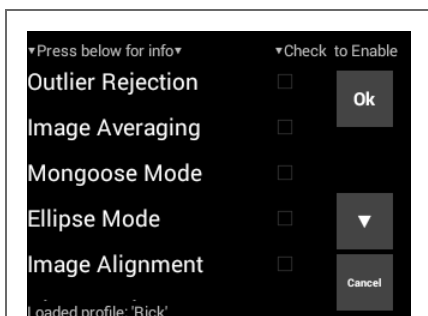 ▾Press below for info▾ ▾Check to Enable
Outlier Rejection
Ok
Image Averaging
Mongoose Mode
Ellipse Mode
▼
Image Alignment
Cancel
Loaded profile: 'Rick'